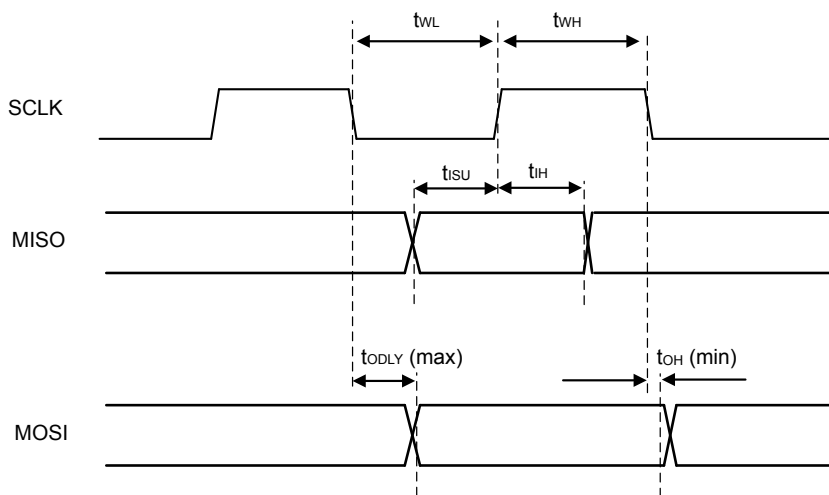 tWL tWH
SCLK
tISU tIH
MISO
tODLY (max) tOH (min)
MOSI